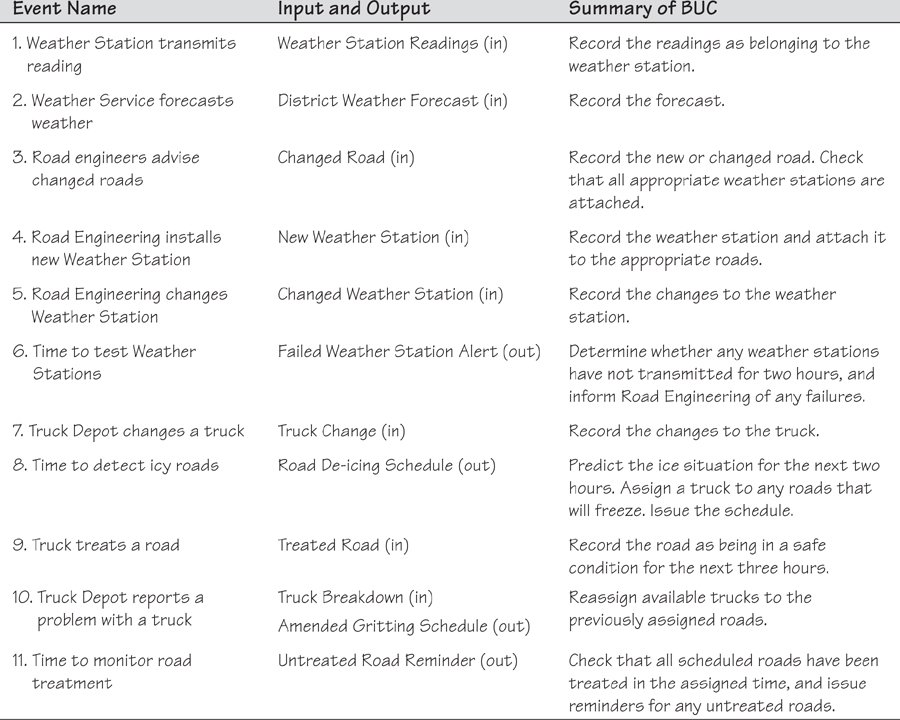 Event Name Input and Output Summary of BUC
1. Weather Station transmits Weather Station Readings (in) Record the readings as belonging to the
reading weather station.
2. Weather Service forecasts District Weather Forecast (in) Record the forecast.
weather
3. Road engineers advise Changed Road (in) Record the new or changed road. Check
changed roads that all appropriate weather stations are
attached.
4. Road Engineering installs New Weather Station (in) Record the weather station and attach it
new Weather Station to the appropriate roads.
5. Road Engineering changes Changed Weather Station (in) Record the changes to the weather
Weather Station station.
6. Time to test Weather Failed Weather Station Alert (out) Determine whether any weather stations
Stations have not transmitted for two hours, and
inform Road Engineering of any failures.
7. Truck Depot changes a truck Truck Change (in) Record the changes to the truck.
8. Time to detect icy roads Road De-icing Schedule (out) Predict the ice situation for the next two
hours. Assign a truck to any roads that
will freeze. Issue the schedule.
9. Truck treats a road Treated Road (in) Record the road as being in a safe
condition for the next three hours.
10. Truck Depot reports a Truck Breakdown (in) Reassign available trucks to the
problem with a truck Amended Gritting Schedule (out) previously assigned roads.
11. Time to monitor road Untreated Road Reminder (out) Check that all scheduled roads have been
treatment treated in the assigned time, and issue
reminders for any untreated roads.